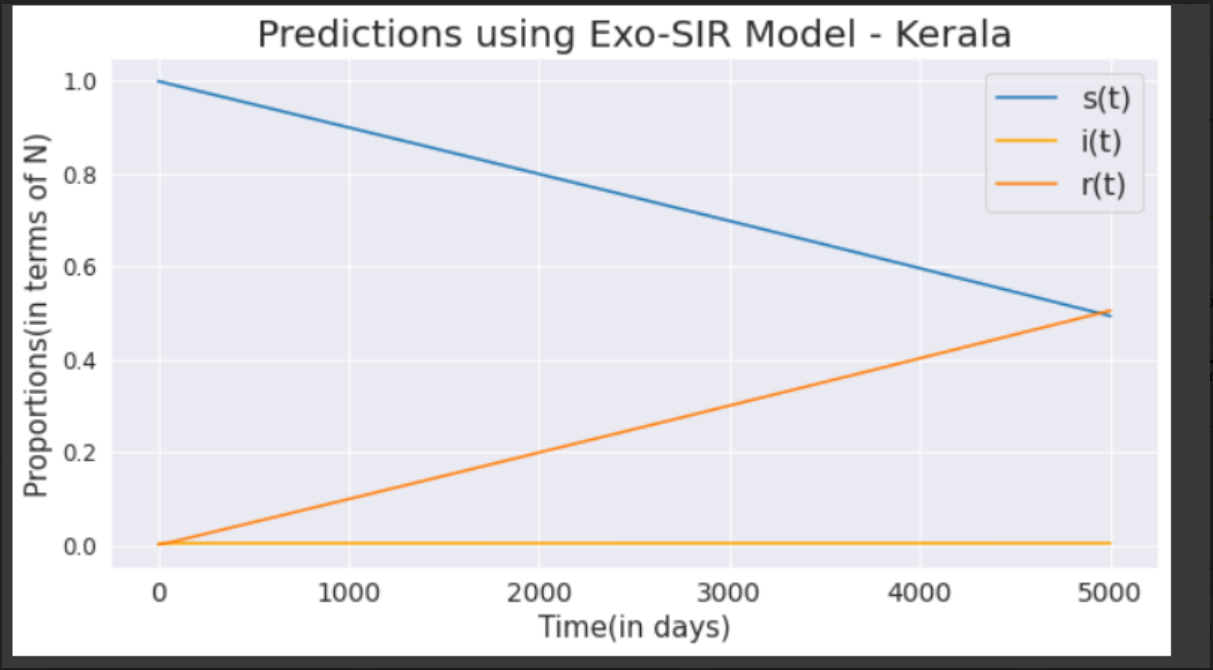 Predictions using Exo-SIR Model - Kerala
s(t)
i(t)
r(t)
Proportions(in terms of N)
1.0
0.8
0.6
0.4
0.2
0.0
0 1000 2000 3000 4000 5000
Time(in days)